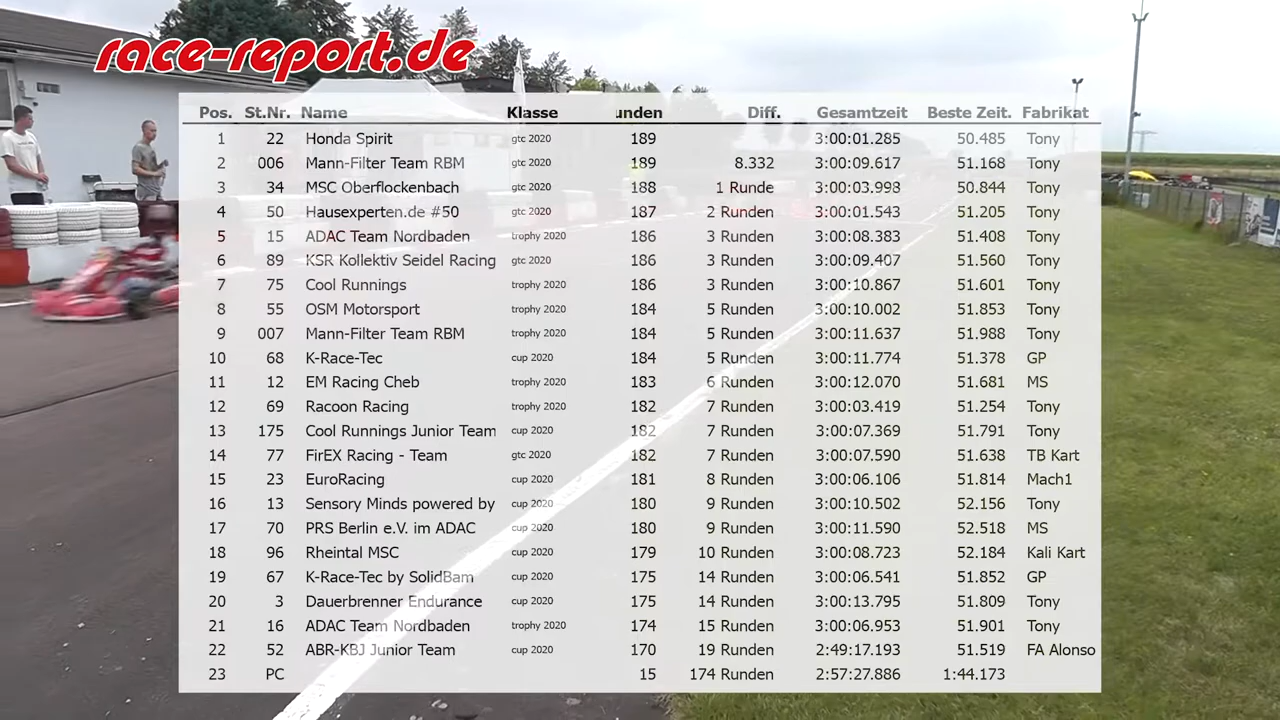 race-report.de
Pos. St.Nr. Name Klasse unden Diff. Gesamtzeit Beste Zeit. Fabrikat
1 22 Honda Spirit gtc 2020 189 3:00:01.285 50.485 Tony
2 006 Mann-Filter Team RBM gtc 2020 189 8.332 3:00:09.617 51.168 Tony
3 34 MSC Oberflockenbach gtc 2020 188 1 Runde 3:00:03.998 50.844 Tony
4 50 Hausexperten.de #50 gtc 2020 187 2 Runden 3:00:01.543 51.205 Tony
5 15 ADAC Team Nordbaden trophy 2020 186 3 Runden 3:00:08.383 51.408 Tony
6 89 KSR Kollektiv Seidel Racing gtc 2020 186 3 Runden 3:00:09.407 51.560 Tony
7 75 Cool Runnings trophy 2020 186 3 Runden 3:00:10.867 51.601 Tony
8 55 OSM Motorsport trophy 2020 184 5 Runden 3:00:10.002 51.853 Tony
9 007 Mann-Filter Team RBM trophy 2020 184 5 Runden 3:00:11.637 51.988 Tony
10 68 K-Race-Tec cup 2020 184 5 Runden 3:00:11.774 51.378 GP
11 12 EM Racing Cheb trophy 2020 183 6 Runden 3:00:12.070 51.681 MS
12 69 Racoon Racing trophy 2020 182 7 Runden 3:00:03.419 51.254 Tony
13 175 Cool Runnings Junior Team cup 2020 182 7 Runden 3:00:07.369 51.791 Tony
14 77 FirEX Racing - Team gtc 2020 182 7 Runden 3:00:07.590 51.638 TB Kart
15 23 EuroRacing cup 2020 181 8 Runden 3:00:06.106 51.814 Mach1
16 13 Sensory Minds powered by cup 2020 180 9 Runden 3:00:10.502 52.156 Tony
17 70 PRS Berlin e.V. im ADAC cup 2020 180 9 Runden 3:00:11.590 52.518 MS
18 96 Rheintal MSC cup 2020 179 10 Runden 3:00:08.723 52.184 Kali Kart
19 67 K-Race-Tec by SolidBam cup 2020 175 14 Runden 3:00:06.541 51.852 GP
20 3 Dauerbrenner Endurance cup 2020 175 14 Runden 3:00:13.795 51.809 Tony
21 16 ADAC Team Nordbaden trophy 2020 174 15 Runden 3:00:06.953 51.901 Tony
22 52 ABR-KBJ Junior Team cup 2020 170 19 Runden 2:49:17.193 51.519 FA Alonso
23 PC 15 174 Runden 2:57:27.886 1:44.173